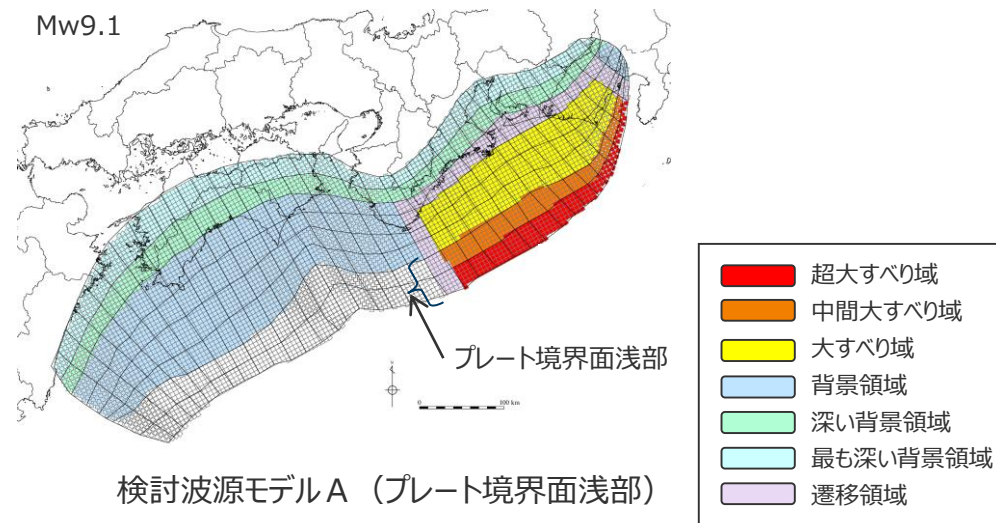 Mw9.1
プレート境界面浅部
N
0 100 km
検討波源モデルA （プレート境界面浅部）
超大すべり域
中間大すべり域
大すべり域
背景領域
深い背景領域
最も深い背景領域
遷移領域